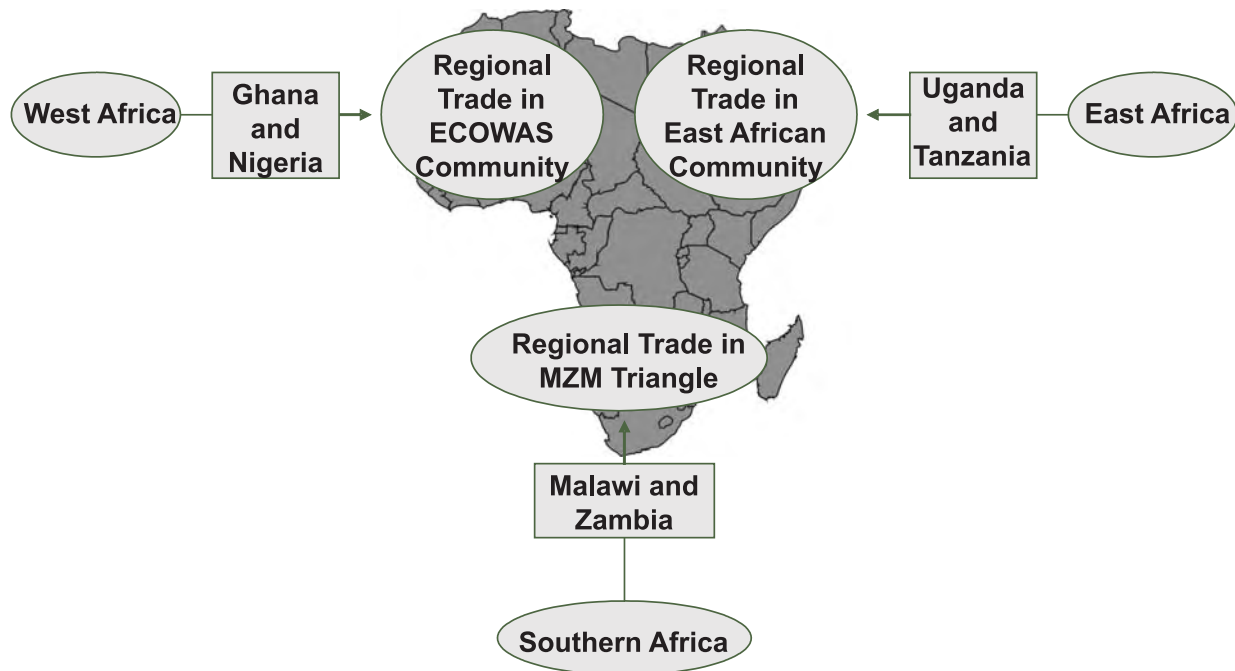 West Africa
Ghana
and
Nigeria
Regional
Trade in
ECOWAS
Community
Regional
Trade in
East African
Community
Uganda
and
Tanzania
East Africa
Regional Trade in
MZM Triangle
Malawi and
Zambia
Southern Africa